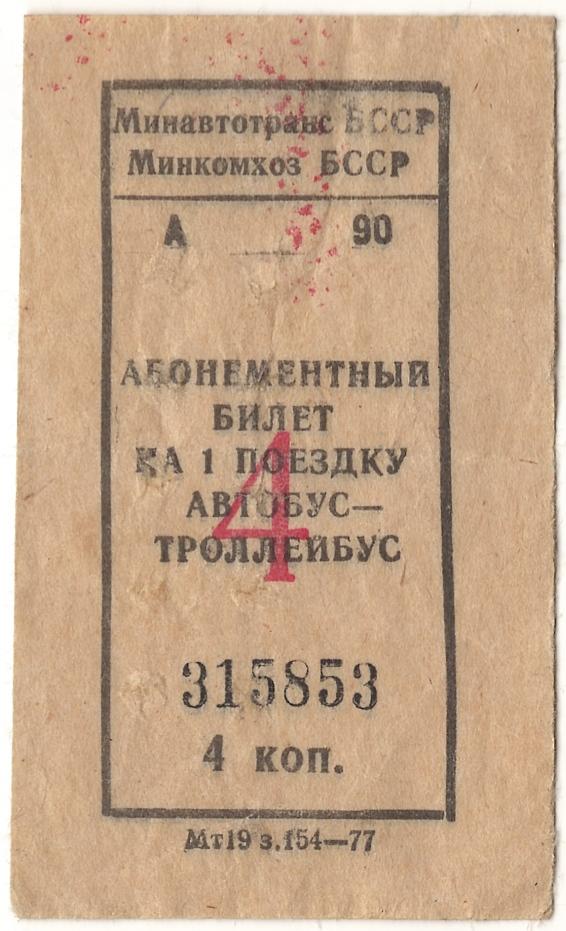 Минавтотранс БССР
Минкомхоз БССР
А 90
АБОНЕМЕНТНЫЙ
БИЛЕТ
НА 1 ПОЕЗДКУ
АВТОБУС—
ТРОЛЛЕЙБУС
4
315853
4 коп.
Мт19 з.154—77